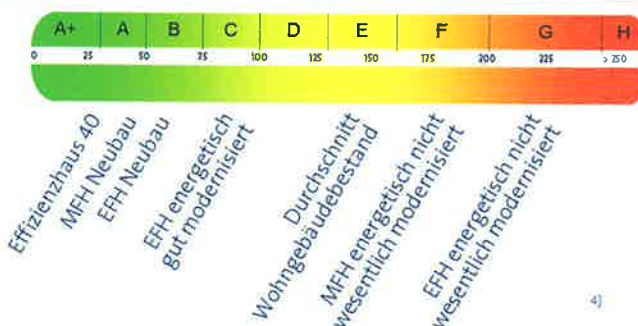 A+ A B C D E F G H
0 25 50 75 100 125 150 175 200 225 > 250
Effizienzhaus 40
MFH Neubau
EFH Neubau
EFH energetisch
gut modernisiert
Durchschnitt
Wohngebäudebestand
MFH energetisch nicht
wesentlich modernisiert
EFH energetisch nicht
wesentlich modernisiert
4)